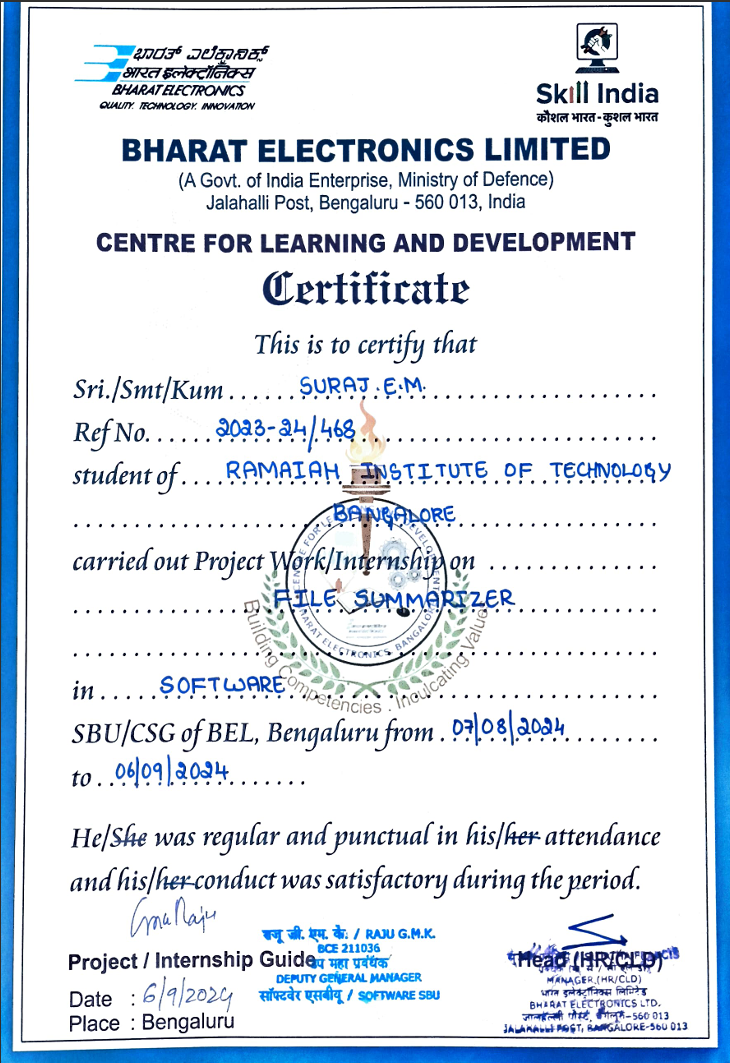 ಭಾರತ್ ಎಲೆಕ್ಟ್ರಾನಿಕ್ಸ್
भारत इलेक्ट्रॉनिक्स
BHARAT ELECTRONICS
QUALITY. TECHNOLOGY. INNOVATION
Skill India
कौशल भारत - कुशल भारत
BHARAT ELECTRONICS LIMITED
(A Govt. of India Enterprise, Ministry of Defence)
Jalahalli Post, Bengaluru - 560 013, India
CENTRE FOR LEARNING AND DEVELOPMENT
Certificate
This is to certify that
Sri./Smt/Kum ..... SURAJ.E.M. .....
Ref No. ..... 2023-24/468 .....
student of ..... RAMAIAH INSTITUTE OF TECHNOLOGY
..... BANGALORE .....
carried out Project Work/Internship on .....
..... FILE SUMMARIZER .....
in ..... SOFTWARE .....
SBU/CSG of BEL, Bengaluru from . 07/08/2024 .....
to .. 06/09/2024 .....
He/She was regular and punctual in his/her attendance
and his/her conduct was satisfactory during the period.
CENTRE FOR LEARNING AND DEVELOPMENT
BHARAT ELECTRONICS, BANGALORE
Building Competencies . Inculcating Values
राजू जी. एम. के. / RAJU G.M.K.
BCE 211036
उप महा प्रबंधक
DEPUTY GENERAL MANAGER
सॉफ्टवेर एसबीयू / SOFTWARE SBU
Project / Internship Guide
Head (HR/CLD)
MANAGER (HR/CLD)
भारत इलेक्ट्रॉनिक्स लिमिटेड
BHARAT ELECTRONICS LTD.
JALAHALLI POST, BANGALORE-560 013
Date : 6/9/2024
Place : Bengaluru